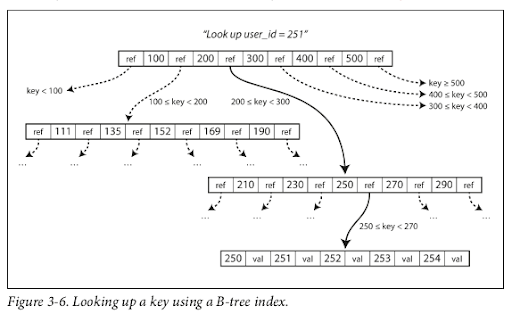 "Look up user_id = 251"
ref 100 ref 200 ref 300 ref 400 ref 500 ref
key < 100
key ≥ 500
400 ≤ key < 500
300 ≤ key < 400
100 ≤ key < 200
200 ≤ key < 300
ref 111 ref 135 ref 152 ref 169 ref 190 ref
... ... ... ... ... ...
ref 210 ref 230 ref 250 ref 270 ref 290 ref
... ... ... ... ...
250 ≤ key < 270
250 val 251 val 252 val 253 val 254 val
Figure 3-6. Looking up a key using a B-tree index.